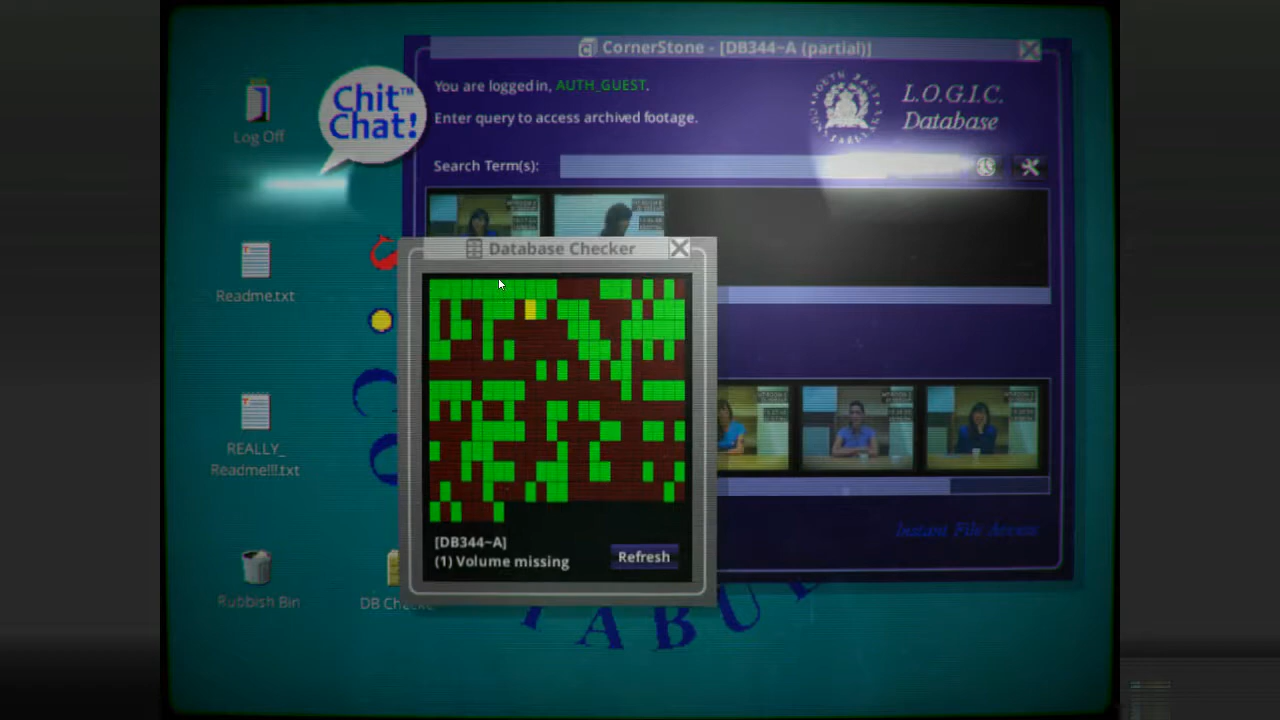 CornerStone - [DB344~A (partial)]
You are logged in, AUTH_GUEST.
Enter query to access archived footage.
L.O.G.I.C.
Database
Search Term(s):
Chit™
Chat!
Log Off
Readme.txt
REALLY_
Readme!!!.txt
Rubbish Bin
DB Checke
Database Checker
[DB344~A]
(1) Volume missing
Refresh
Instant File Access
TABUL